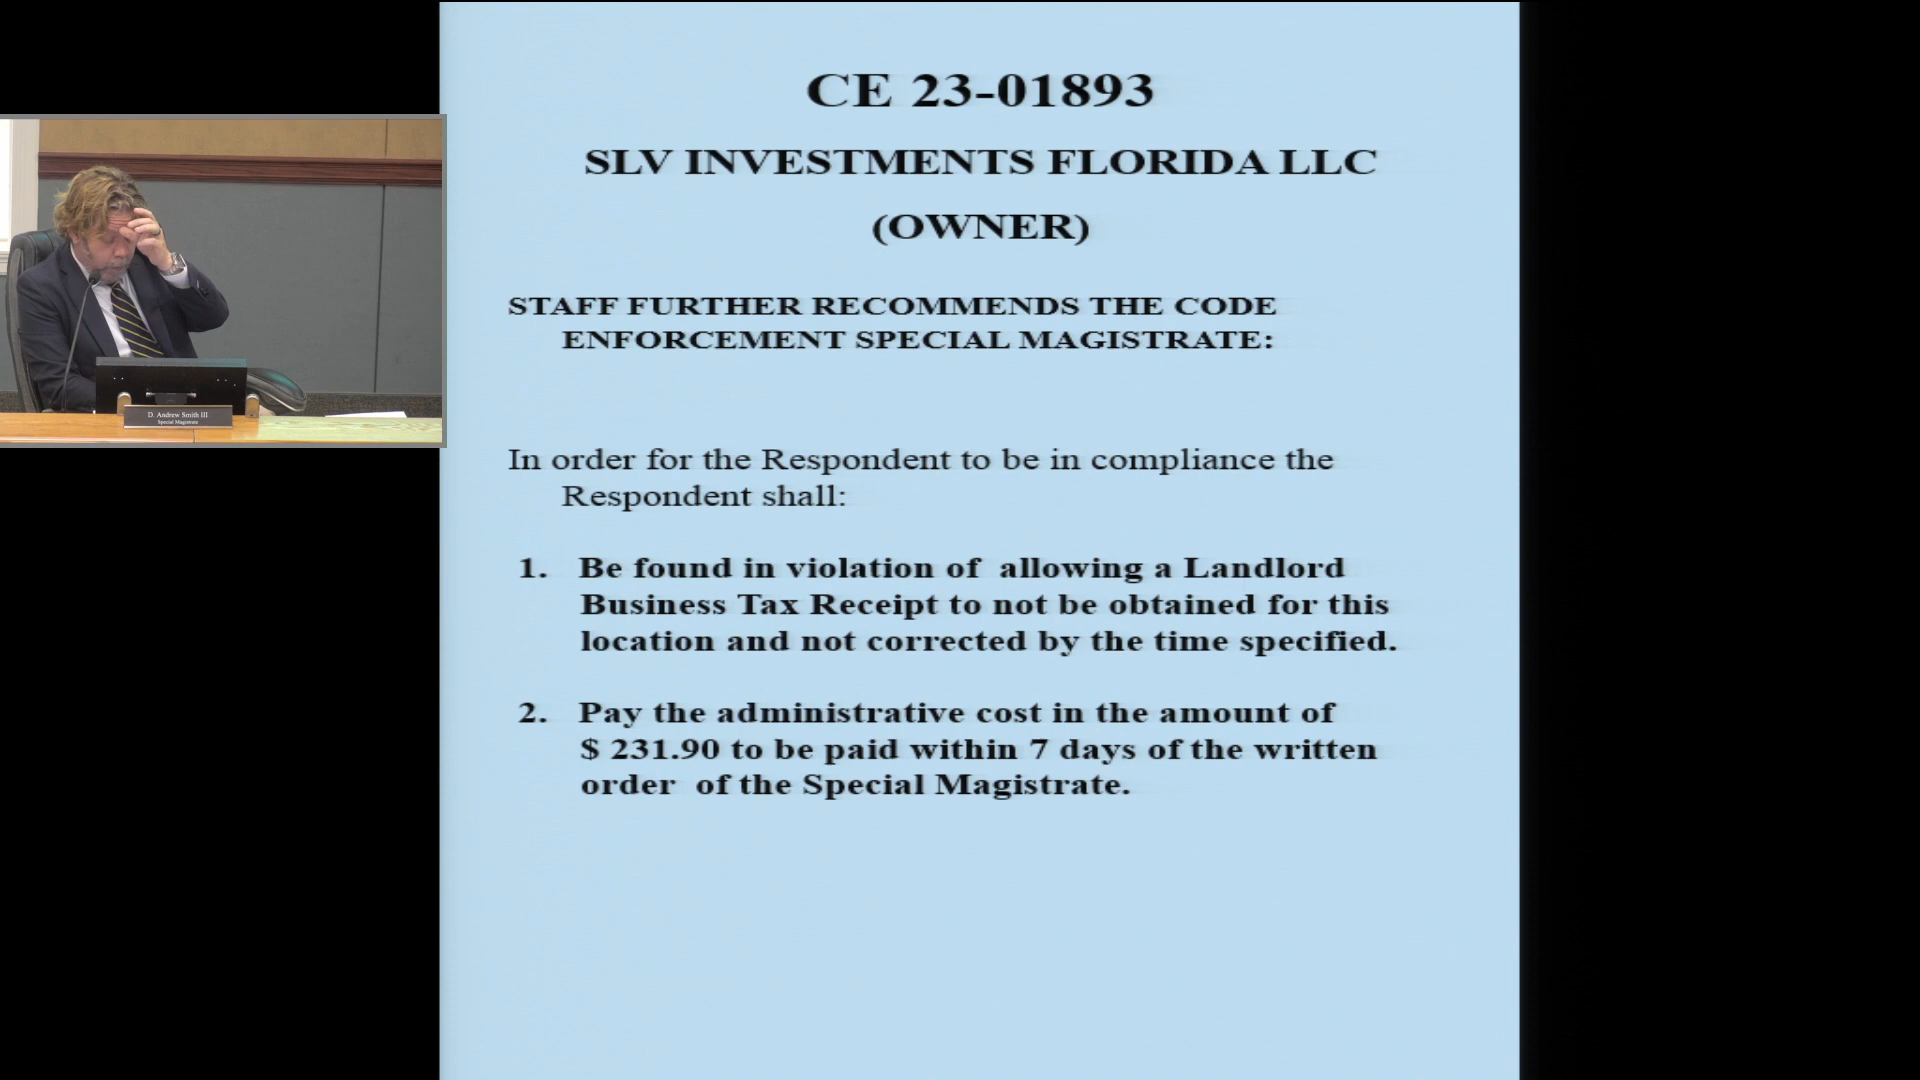 CE 23-01893
SLV INVESTMENTS FLORIDA LLC
(OWNER)
STAFF FURTHER RECOMMENDS THE CODE
ENFORCEMENT SPECIAL MAGISTRATE:
In order for the Respondent to be in compliance the
Respondent shall:
1. Be found in violation of allowing a Landlord
Business Tax Receipt to not be obtained for this
location and not corrected by the time specified.
2. Pay the administrative cost in the amount of
$ 231.90 to be paid within 7 days of the written
order of the Special Magistrate.
D. Andrew Smith III
Special Magistrate